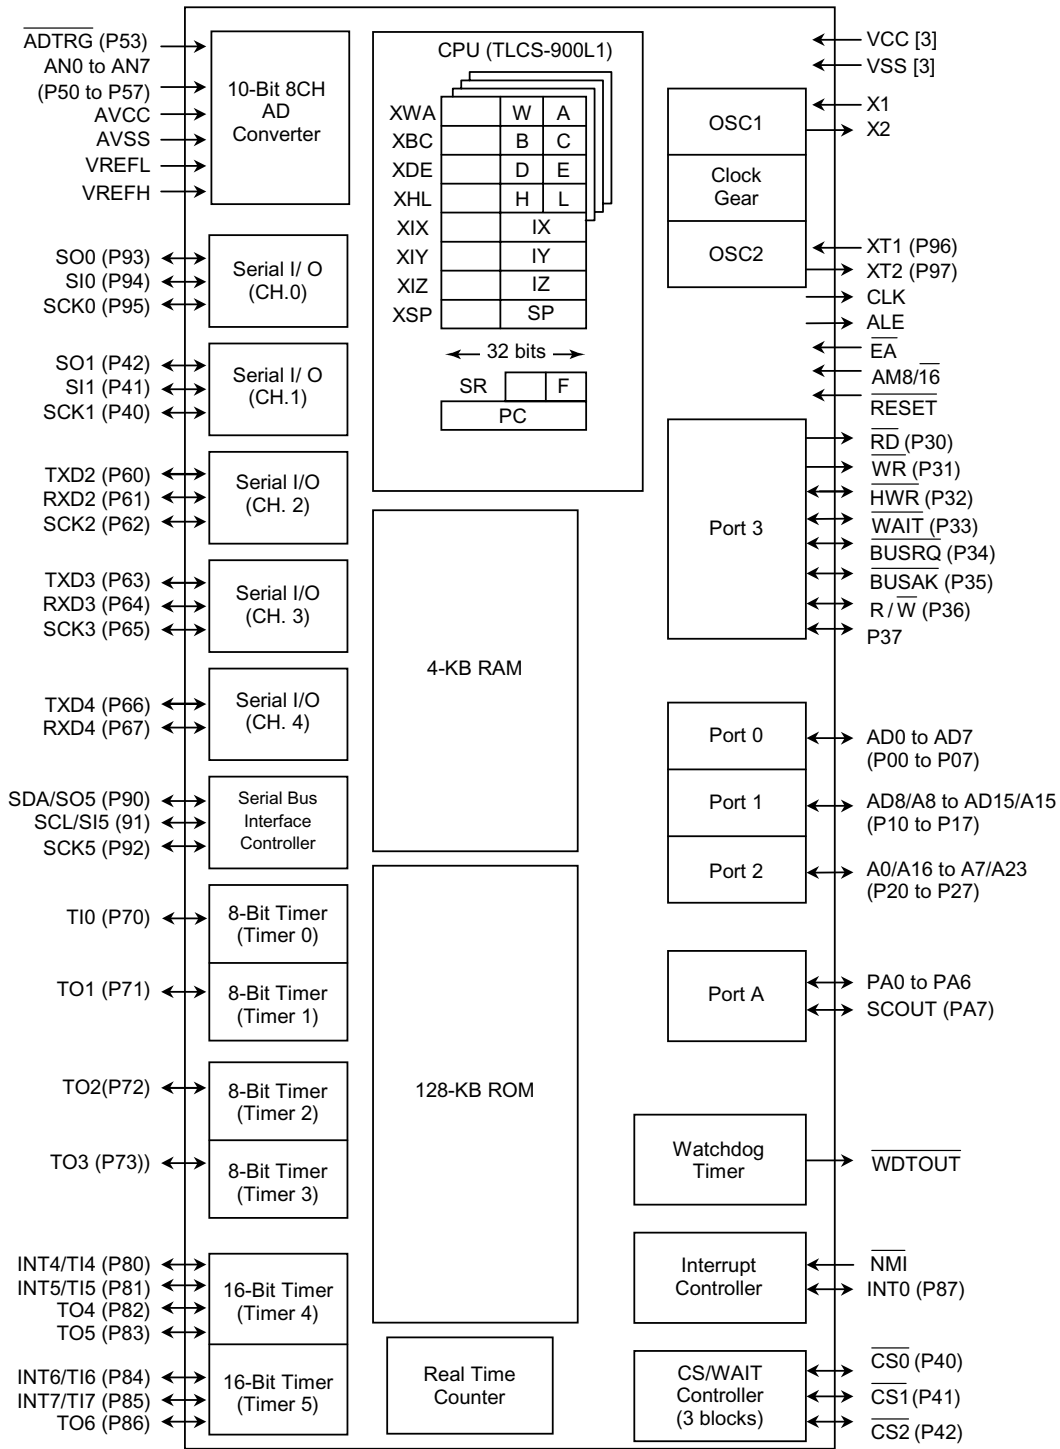 ADTRG (P53)
AN0 to AN7
(P50 to P57)
AVCC
AVSS
VREFL
VREFH
10-Bit 8CH
AD
Converter
SO0 (P93)
SI0 (P94)
SCK0 (P95)
Serial I/ O
(CH.0)
SO1 (P42)
SI1 (P41)
SCK1 (P40)
Serial I/ O
(CH.1)
TXD2 (P60)
RXD2 (P61)
SCK2 (P62)
Serial I/O
(CH. 2)
TXD3 (P63)
RXD3 (P64)
SCK3 (P65)
Serial I/O
(CH. 3)
TXD4 (P66)
RXD4 (P67)
Serial I/O
(CH. 4)
SDA/SO5 (P90)
SCL/SI5 (91)
SCK5 (P92)
Serial Bus
Interface
Controller
TI0 (P70)
8-Bit Timer
(Timer 0)
TO1 (P71)
8-Bit Timer
(Timer 1)
TO2(P72)
8-Bit Timer
(Timer 2)
TO3 (P73))
8-Bit Timer
(Timer 3)
INT4/TI4 (P80)
INT5/TI5 (P81)
TO4 (P82)
TO5 (P83)
16-Bit Timer
(Timer 4)
INT6/TI6 (P84)
INT7/TI7 (P85)
TO6 (P86)
16-Bit Timer
(Timer 5)
CPU (TLCS-900L1)
XWA W A
XBC B C
XDE D E
XHL H L
XIX IX
XIY IY
XIZ IZ
XSP SP
32 bits
SR F
PC
4-KB RAM
128-KB ROM
Real Time
Counter
VCC [3]
VSS [3]
OSC1
Clock
Gear
OSC2
X1
X2
XT1 (P96)
XT2 (P97)
CLK
ALE
EA
AM8/16
RESET
Port 3
RD (P30)
WR (P31)
HWR (P32)
WAIT (P33)
BUSRQ (P34)
BUSAK (P35)
R / W (P36)
P37
Port 0
AD0 to AD7
(P00 to P07)
Port 1
AD8/A8 to AD15/A15
(P10 to P17)
Port 2
A0/A16 to A7/A23
(P20 to P27)
Port A
PA0 to PA6
SCOUT (PA7)
Watchdog
Timer
WDTOUT
Interrupt
Controller
NMI
INT0 (P87)
CS/WAIT
Controller
(3 blocks)
CS0 (P40)
CS1 (P41)
CS2 (P42)